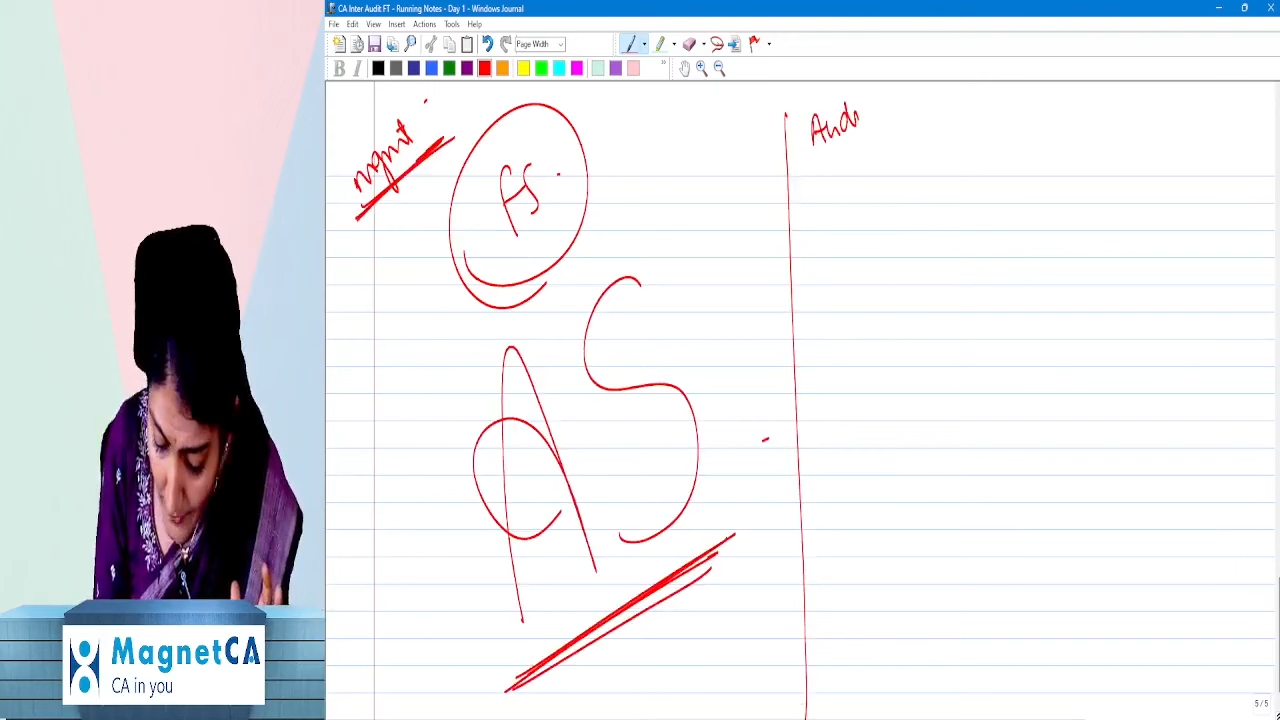 CA Inter Audit FT - Running Notes - Day 1 - Windows Journal
File Edit View Insert Actions Tools Help
Page Width
B I
mgmt
FS
AS
Audi
MagnetCA
CA in you
5/5